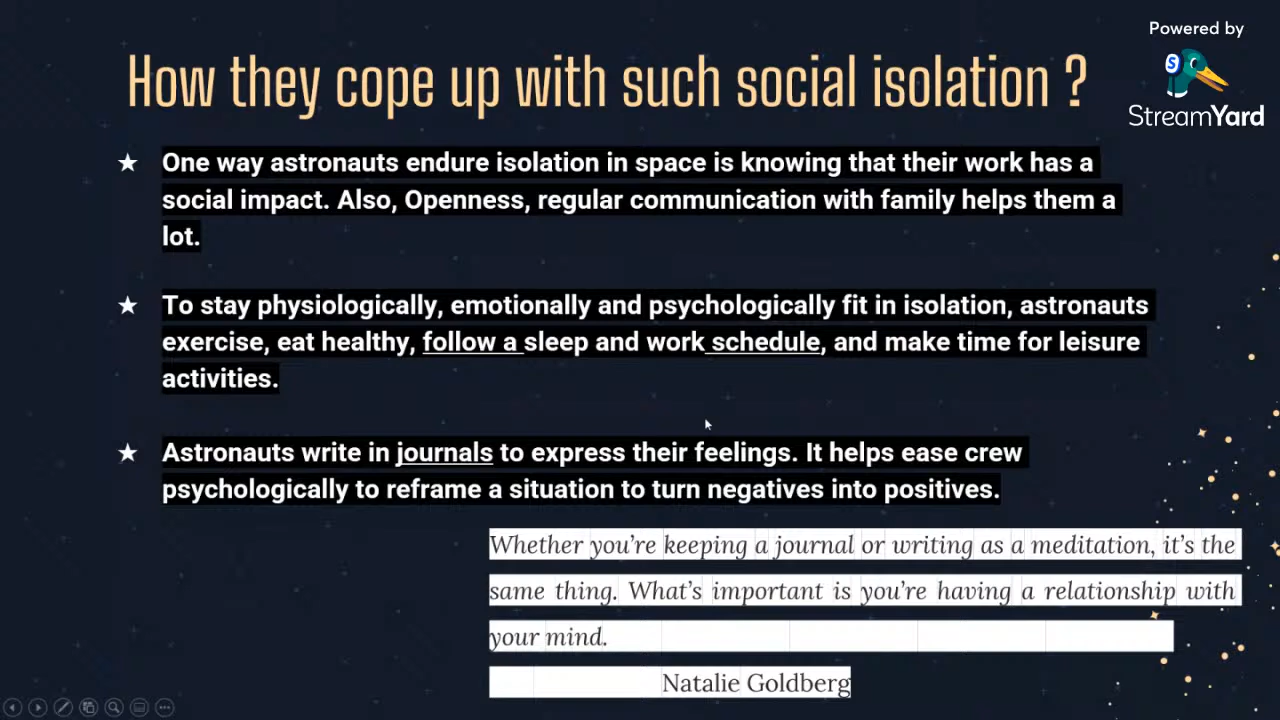 Powered by
StreamYard
How they cope up with such social isolation ?
★ One way astronauts endure isolation in space is knowing that their work has a
social impact. Also, Openness, regular communication with family helps them a
lot.
★ To stay physiologically, emotionally and psychologically fit in isolation, astronauts
exercise, eat healthy, follow a sleep and work schedule, and make time for leisure
activities.
★ Astronauts write in journals to express their feelings. It helps ease crew
psychologically to reframe a situation to turn negatives into positives.
Whether you’re keeping a journal or writing as a meditation, it’s the
same thing. What’s important is you’re having a relationship with
your mind.
Natalie Goldberg